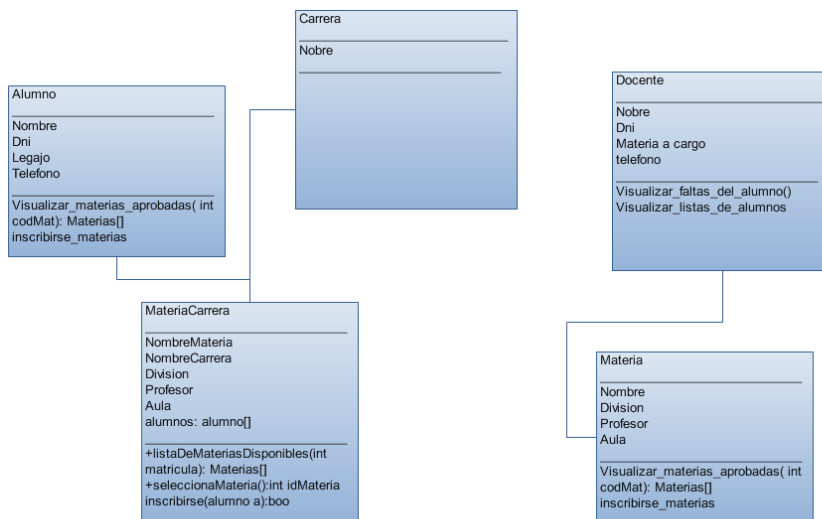 Carrera
Nobre
Alumno
Nombre
Dni
Legajo
Telefono
Visualizar_materias_aprobadas( int
codMat): Materias[]
inscribirse_materias
Docente
Nobre
Dni
Materia a cargo
telefono
Visualizar_faltas_del_alumno()
Visualizar_listas_de_alumnos
MateriaCarrera
NombreMateria
NombreCarrera
Division
Profesor
Aula
alumnos: alumno[]
+listaDeMateriasDisponibles(int
matricula): Materias[]
+seleccionaMateria():int idMateria
inscribirse(alumno a):boo
Materia
Nombre
Division
Profesor
Aula
Visualizar_materias_aprobadas( int
codMat): Materias[]
inscribirse_materias